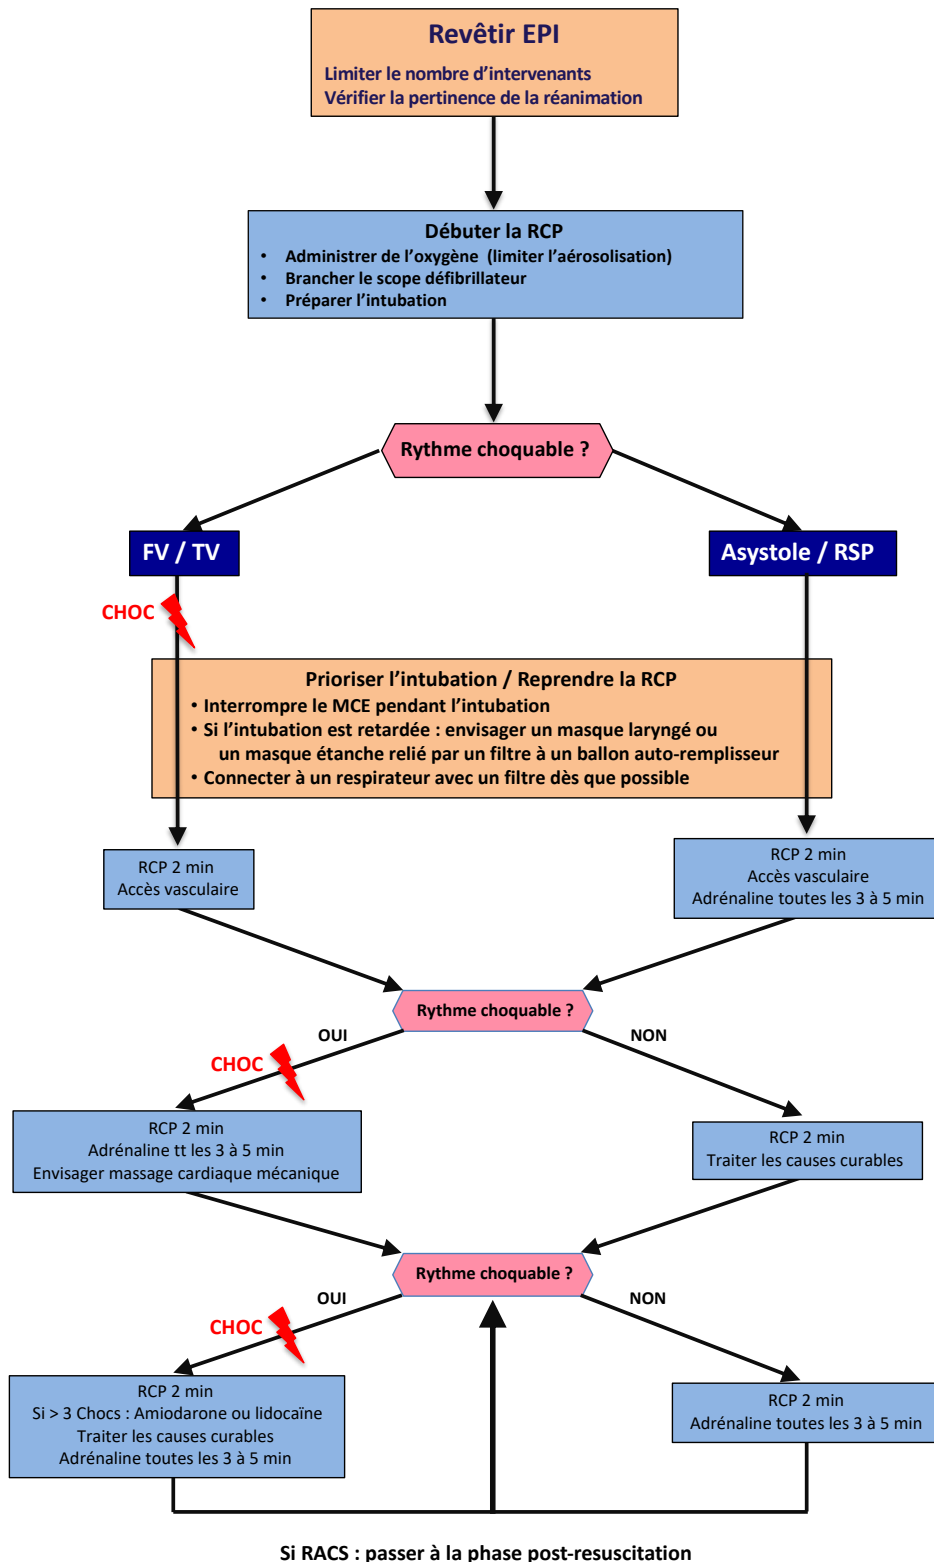 Revêtir EPI
Limiter le nombre d’intervenants
Vérifier la pertinence de la réanimation
Débuter la RCP
• Administrer de l’oxygène (limiter l’aérosolisation)
• Brancher le scope défibrillateur
• Préparer l’intubation
Rythme choquable ?
FV / TV
Asystole / RSP
CHOC
Prioriser l’intubation / Reprendre la RCP
• Interrompre le MCE pendant l’intubation
• Si l’intubation est retardée : envisager un masque laryngé ou
un masque étanche relié par un filtre à un ballon auto-remplisseur
• Connecter à un respirateur avec un filtre dès que possible
RCP 2 min
Accès vasculaire
RCP 2 min
Accès vasculaire
Adrénaline toutes les 3 à 5 min
Rythme choquable ?
OUI
NON
CHOC
RCP 2 min
Adrénaline tt les 3 à 5 min
Envisager massage cardiaque mécanique
RCP 2 min
Traiter les causes curables
Rythme choquable ?
OUI
NON
CHOC
RCP 2 min
Si > 3 Chocs : Amiodarone ou lidocaïne
Traiter les causes curables
Adrénaline toutes les 3 à 5 min
RCP 2 min
Adrénaline toutes les 3 à 5 min
Si RACS : passer à la phase post-resuscitation